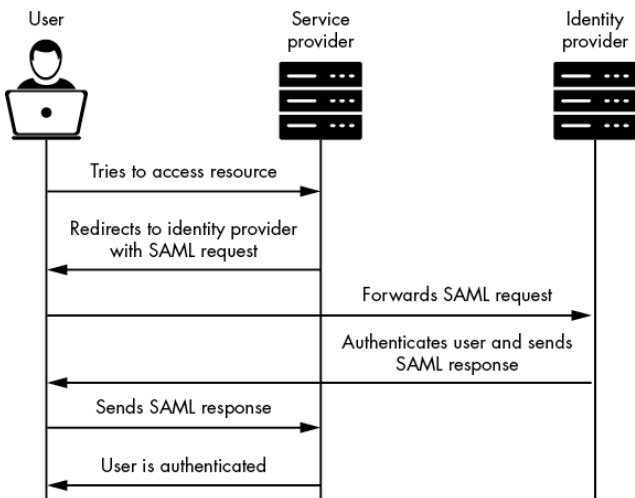 User
Service
provider
Identity
provider
Tries to access resource
Redirects to identity provider
with SAML request
Forwards SAML request
Authenticates user and sends
SAML response
Sends SAML response
User is authenticated